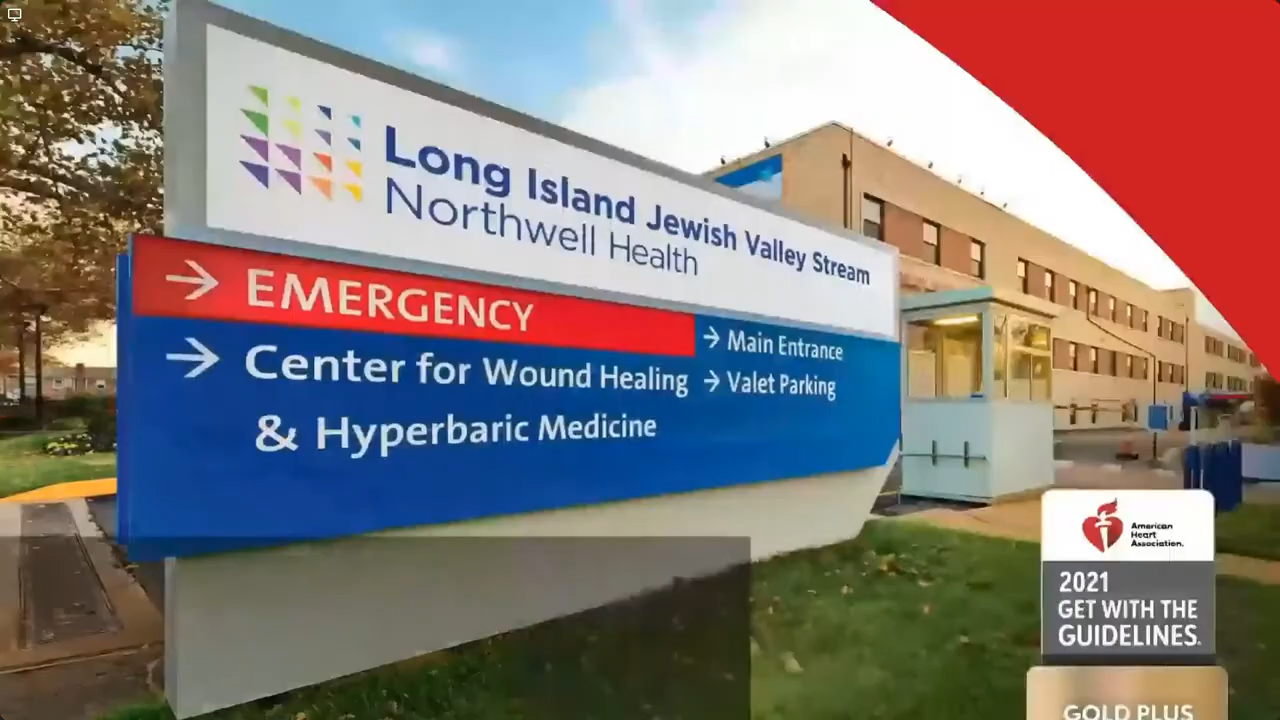 Long Island Jewish Valley Stream
Northwell Health
→ EMERGENCY
→ Center for Wound Healing
& Hyperbaric Medicine
→ Main Entrance
→ Valet Parking
American
Heart
Association.
2021
GET WITH THE
GUIDELINES.
GOLD PLUS